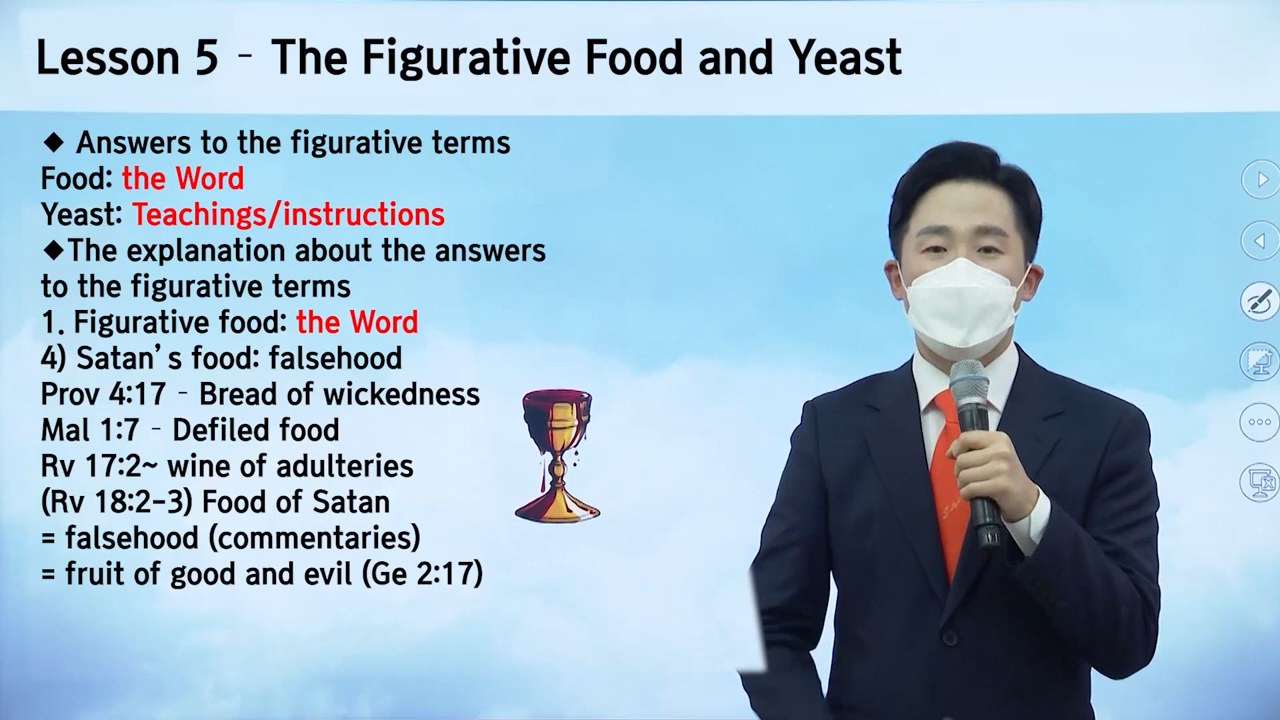 Lesson 5 - The Figurative Food and Yeast
◆ Answers to the figurative terms
Food: the Word
Yeast: Teachings/instructions
◆The explanation about the answers
to the figurative terms
1. Figurative food: the Word
4) Satan's food: falsehood
Prov 4:17 - Bread of wickedness
Mal 1:7 - Defiled food
Rv 17:2~ wine of adulteries
(Rv 18:2-3) Food of Satan
= falsehood (commentaries)
= fruit of good and evil (Ge 2:17)